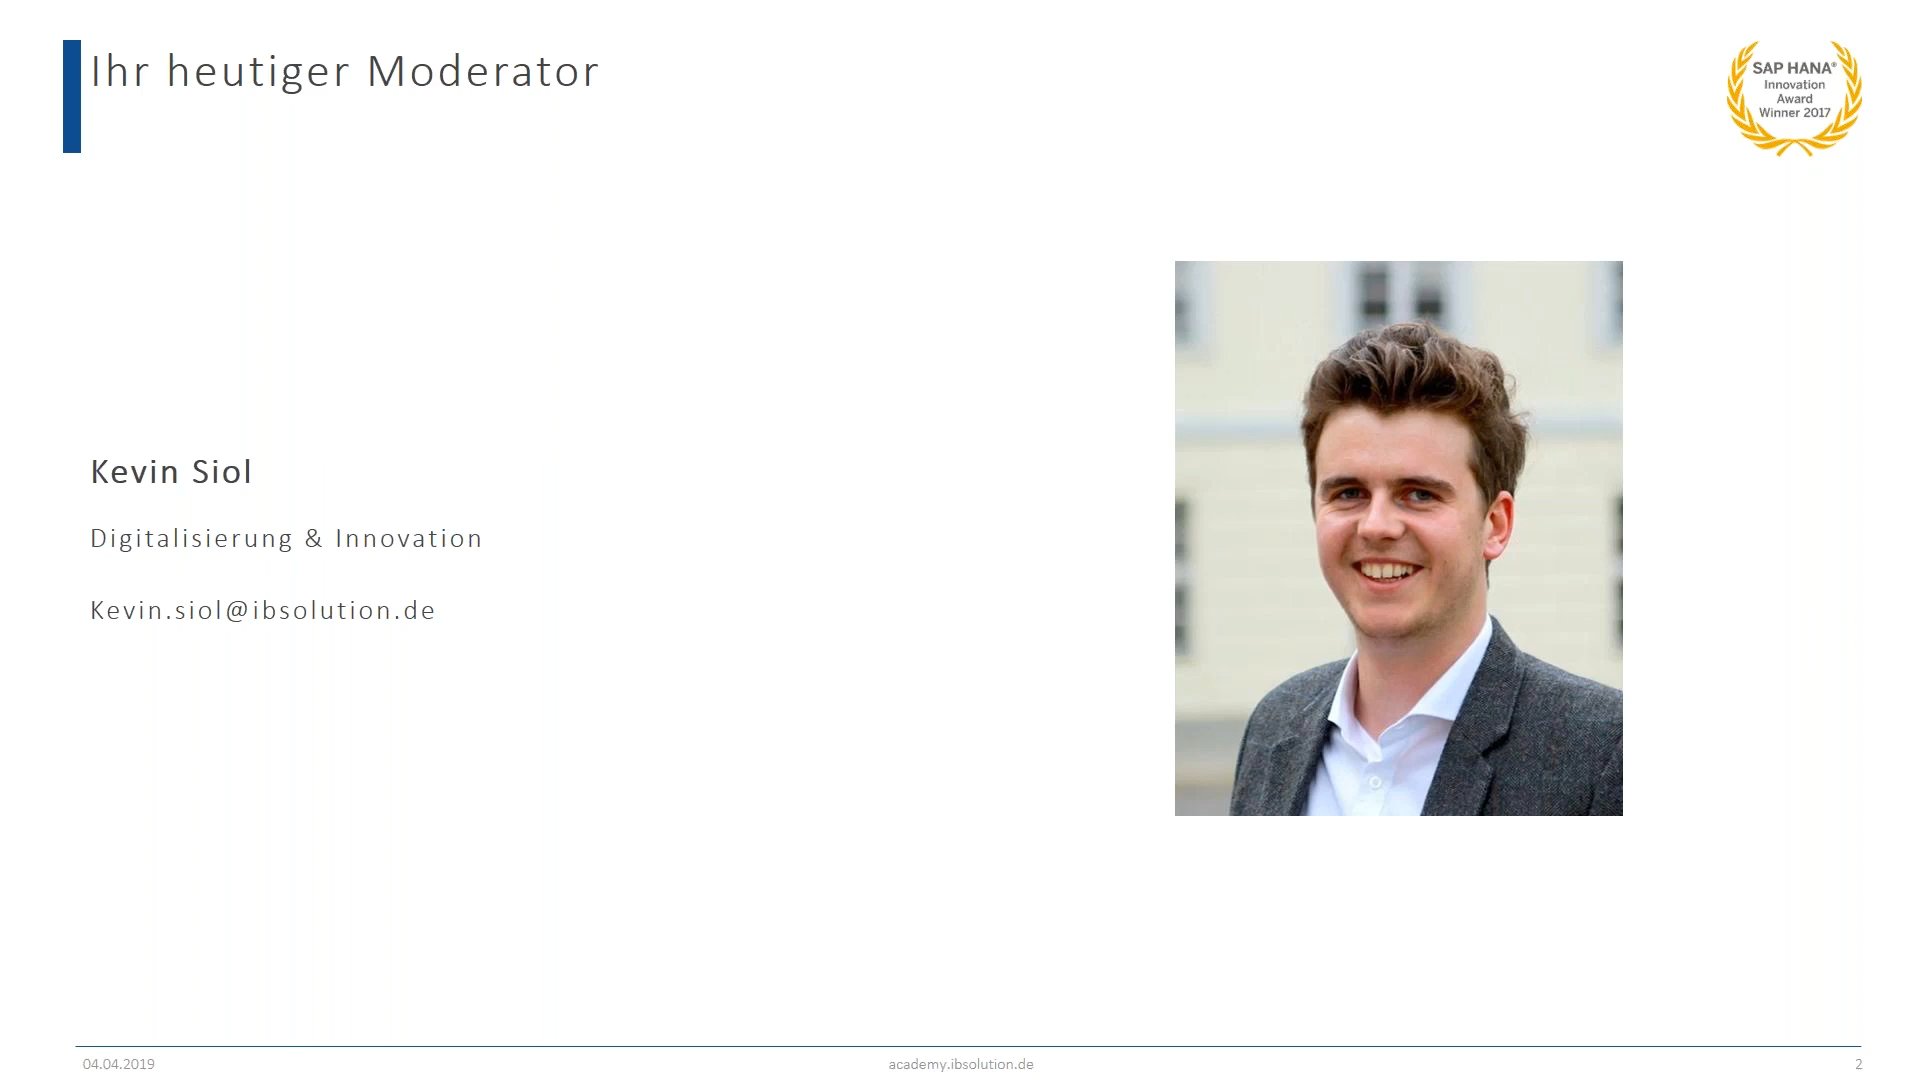 Ihr heutiger Moderator
SAP HANA®
Innovation
Award
Winner 2017
Kevin Siol
Digitalisierung & Innovation
Kevin.siol@ibsolution.de
04.04.2019
academy.ibsolution.de
2